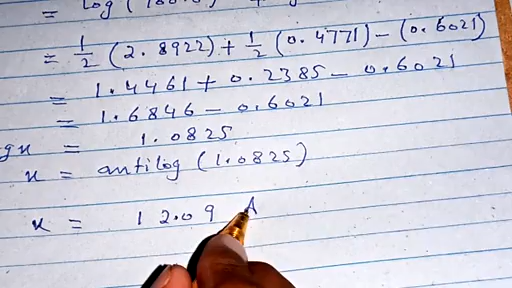 = 
= 1/2 (2.8922) + 1/2 (0.4771) - (0.6021)
= 1.4461 + 0.2385 - 0.6021
= 1.6846 - 0.6021
gx = 1.0825
x = antilog (1.0825)
x = 12.09 A